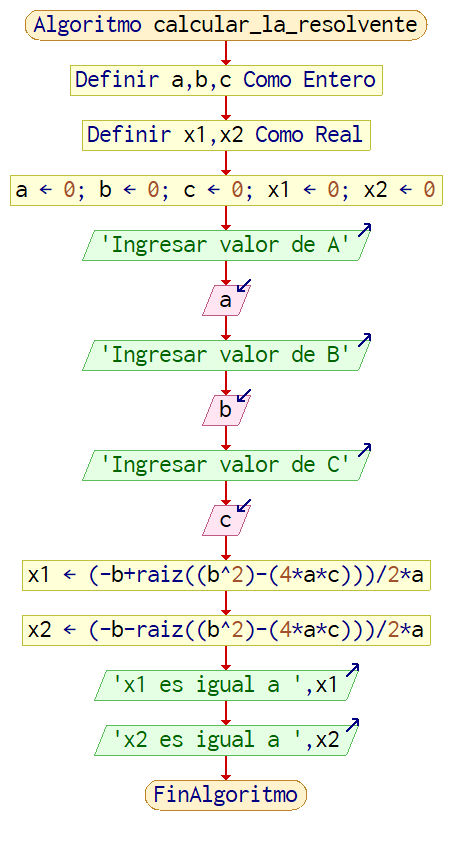 Algoritmo calcular_la_resolvente
Definir a,b,c Como Entero
Definir x1,x2 Como Real
a ← 0; b ← 0; c ← 0; x1 ← 0; x2 ← 0
'Ingresar valor de A'
a
'Ingresar valor de B'
b
'Ingresar valor de C'
c
x1 ← (-b+raiz((b^2)-(4*a*c)))/2*a
x2 ← (-b-raiz((b^2)-(4*a*c)))/2*a
'x1 es igual a ',x1
'x2 es igual a ',x2
FinAlgoritmo